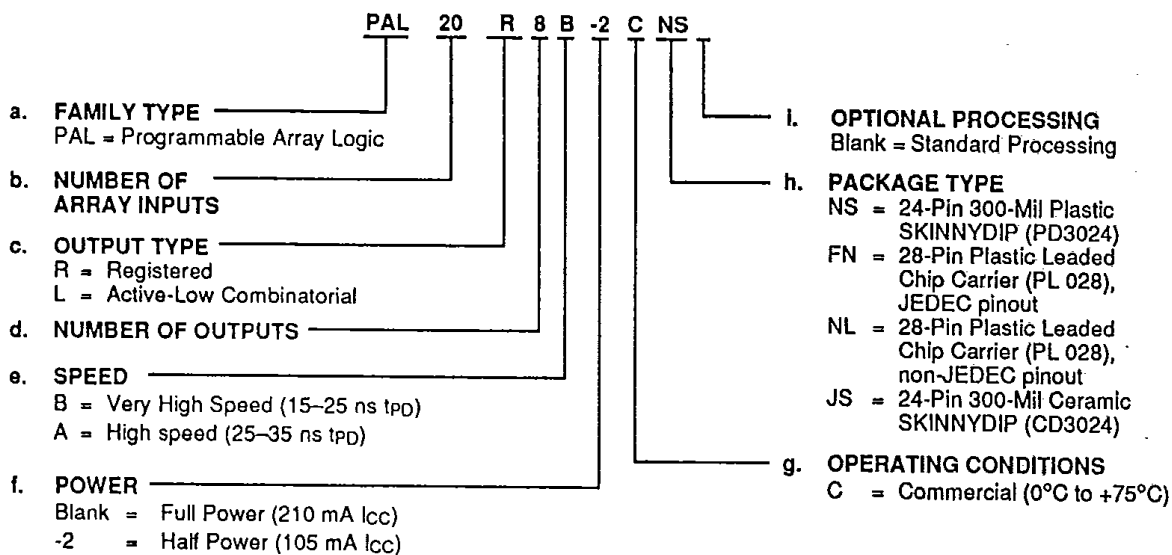 PAL 20 R 8 B -2 C NS
a. FAMILY TYPE
PAL = Programmable Array Logic
b. NUMBER OF
ARRAY INPUTS
c. OUTPUT TYPE
R = Registered
L = Active-Low Combinatorial
d. NUMBER OF OUTPUTS
e. SPEED
B = Very High Speed (15–25 ns tPD)
A = High speed (25–35 ns tPD)
f. POWER
Blank = Full Power (210 mA ICC)
-2 = Half Power (105 mA ICC)
i. OPTIONAL PROCESSING
Blank = Standard Processing
h. PACKAGE TYPE
NS = 24-Pin 300-Mil Plastic
SKINNYDIP (PD3024)
FN = 28-Pin Plastic Leaded
Chip Carrier (PL 028),
JEDEC pinout
NL = 28-Pin Plastic Leaded
Chip Carrier (PL 028),
non-JEDEC pinout
JS = 24-Pin 300-Mil Ceramic
SKINNYDIP (CD3024)
g. OPERATING CONDITIONS
C = Commercial (0°C to +75°C)